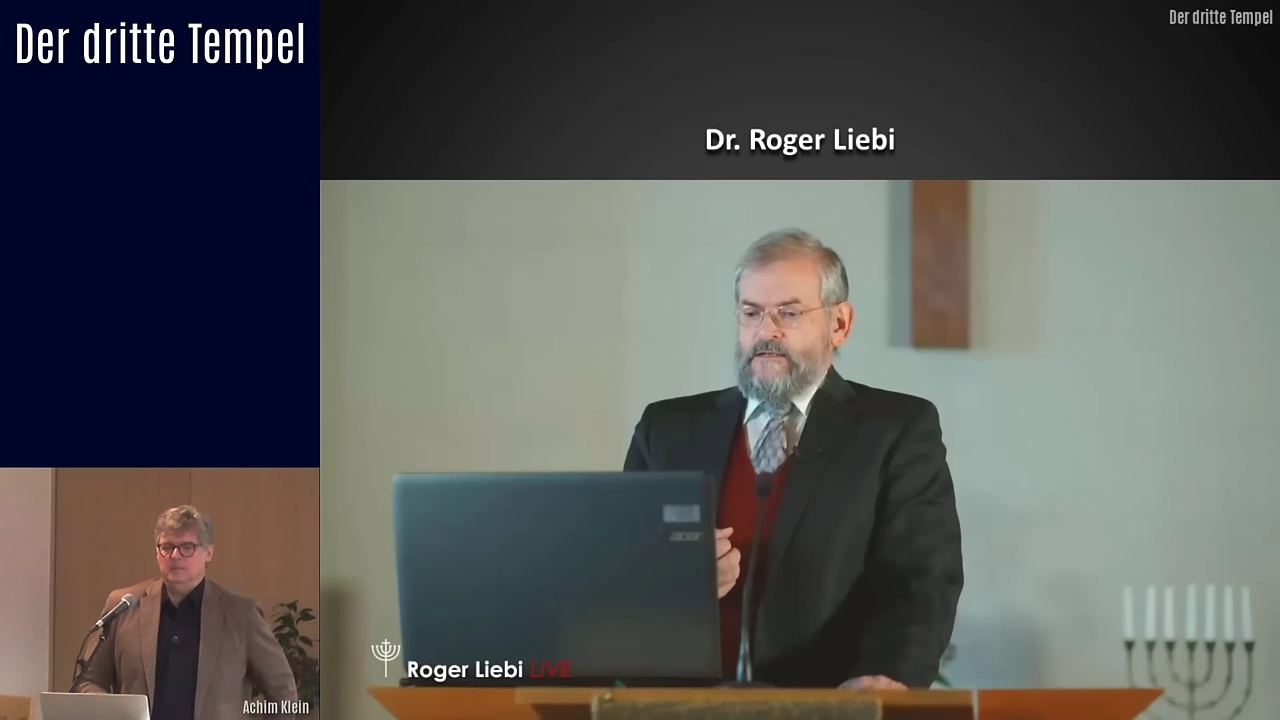 Der dritte Tempel
Der dritte Tempel
Dr. Roger Liebi
acer
Roger Liebi LIVE
Achim Klein